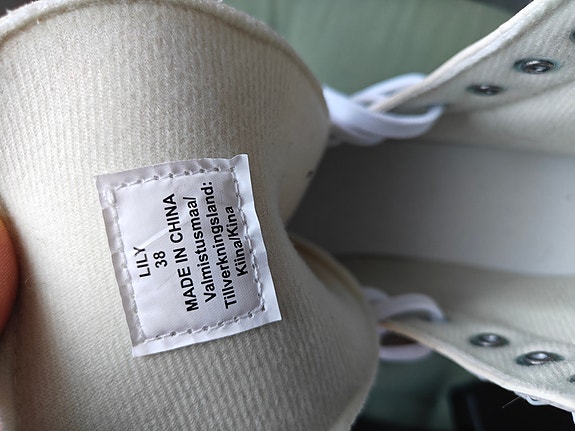 LILY
38
MADE IN CHINA
Valmistusmaa/
Tillverkningsland:
Kiina/Kina